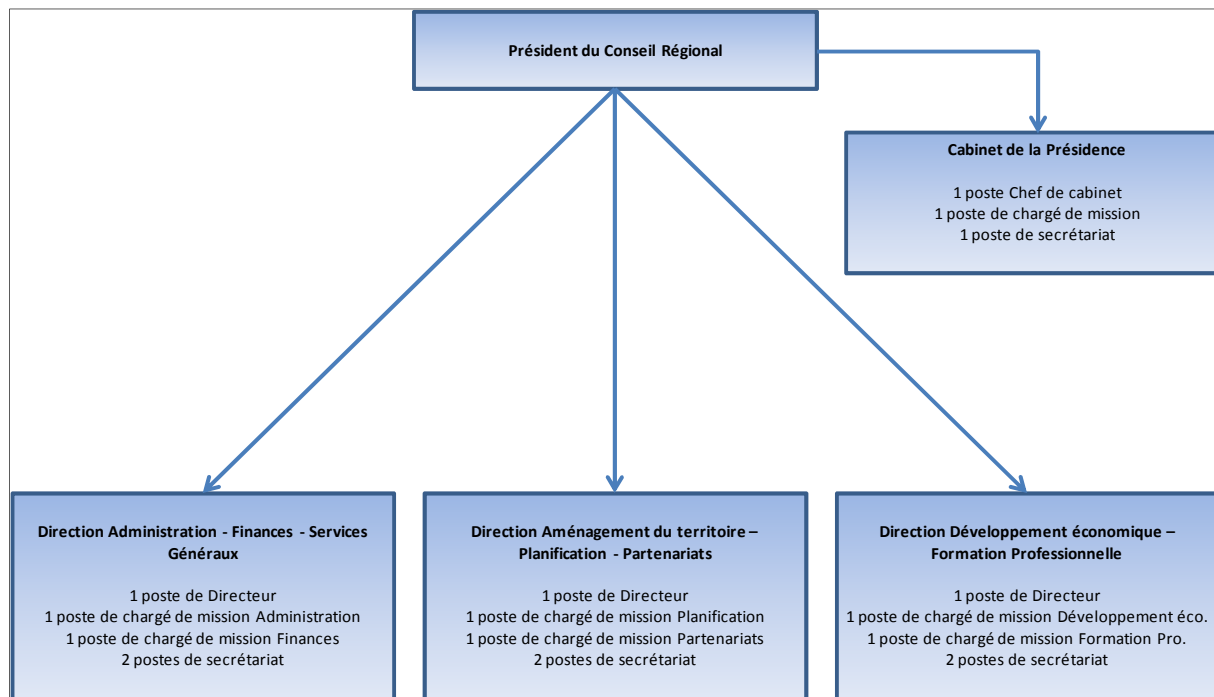 Président du Conseil Régional
Cabinet de la Présidence
1 poste Chef de cabinet
1 poste de chargé de mission
1 poste de secrétariat
Direction Administration - Finances - Services
Généraux
1 poste de Directeur
1 poste de chargé de mission Administration
1 poste de chargé de mission Finances
2 postes de secrétariat
Direction Aménagement du territoire –
Planification - Partenariats
1 poste de Directeur
1 poste de chargé de mission Planification
1 poste de chargé de mission Partenariats
2 postes de secrétariat
Direction Développement économique –
Formation Professionnelle
1 poste de Directeur
1 poste de chargé de mission Développement éco.
1 poste de chargé de mission Formation Pro.
2 postes de secrétariat